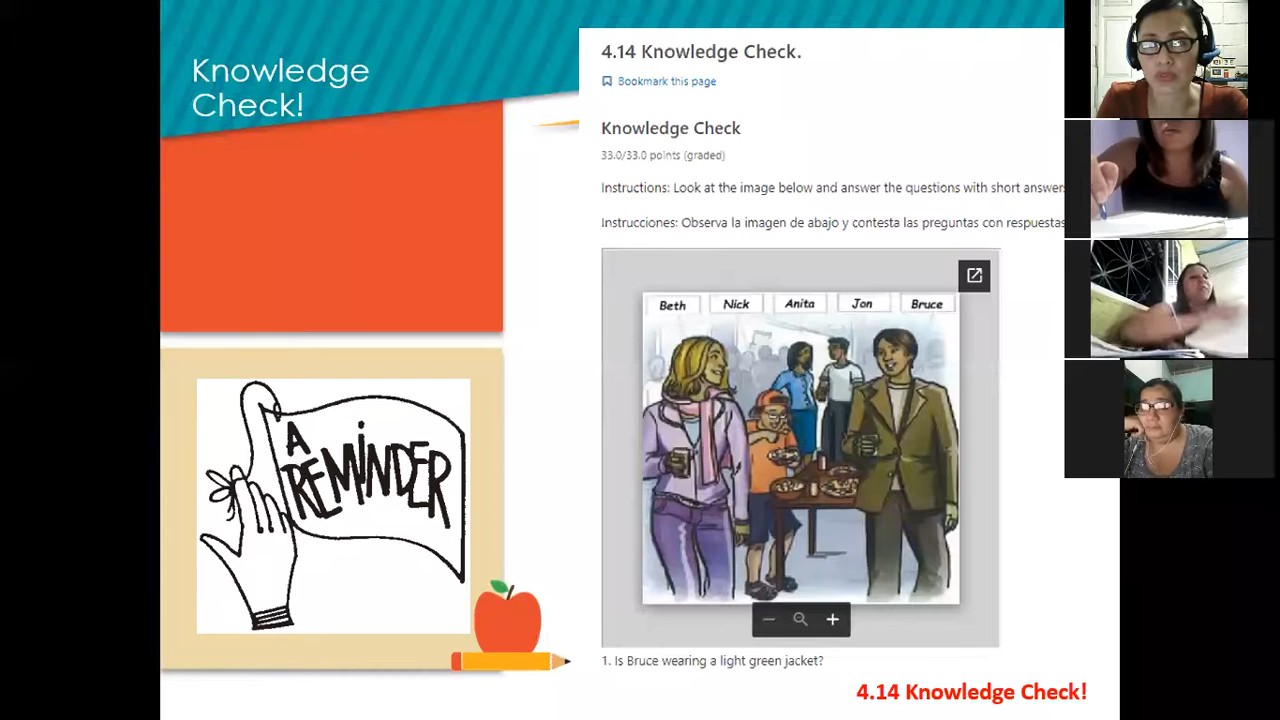 Knowledge
Check!
A
REMINDER
4.14 Knowledge Check.
Bookmark this page
Knowledge Check
33.0/33.0 points (graded)
Instructions: Look at the image below and answer the questions with short answers
Instrucciones: Observa la imagen de abajo y contesta las preguntas con respuestas
Beth Nick Anita Jon Bruce
1. Is Bruce wearing a light green jacket?
4.14 Knowledge Check!